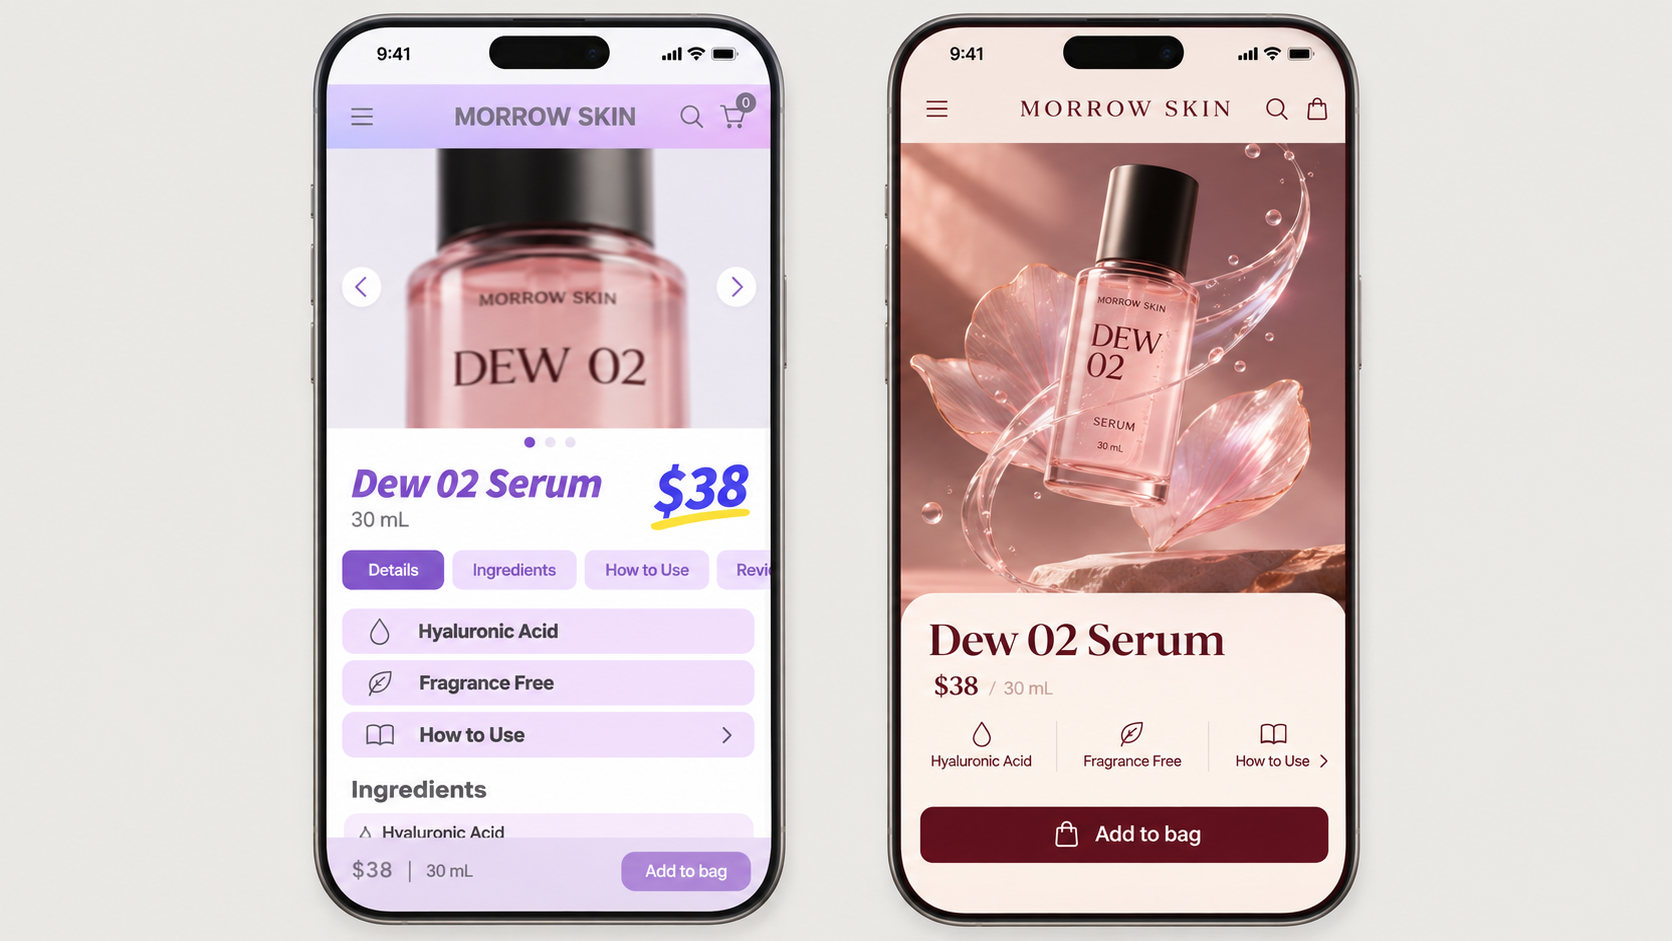 9:41
MORROW SKIN
0
MORROW SKIN
DEW 02
Dew 02 Serum
$38
30 mL
Details
Ingredients
How to Use
Revi
Hyaluronic Acid
Fragrance Free
How to Use
Ingredients
Hyaluronic Acid
$38 | 30 mL
Add to bag
9:41
MORROW SKIN
MORROW SKIN
DEW
02
SERUM
30 mL
Dew 02 Serum
$38 / 30 mL
Hyaluronic Acid
Fragrance Free
How to Use
Add to bag